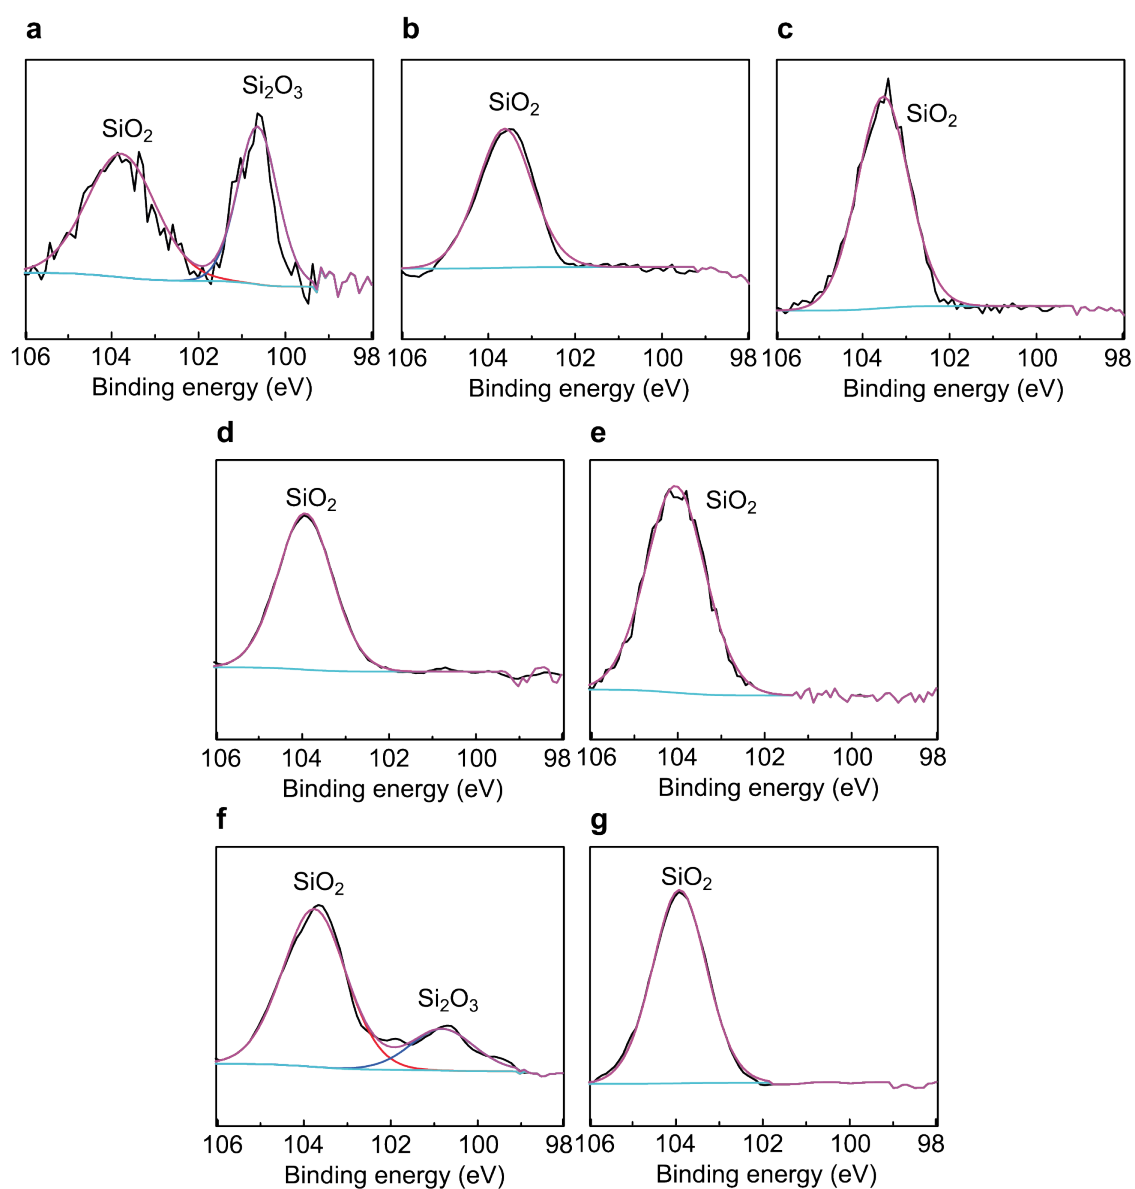 a
b
c
Si₂O₃
SiO₂
SiO₂
SiO₂
106 104 102 100 98
106 104 102 100 98
106 104 102 100 98
Binding energy (eV)
Binding energy (eV)
Binding energy (eV)
d
e
SiO₂
SiO₂
106 104 102 100 98
106 104 102 100 98
Binding energy (eV)
Binding energy (eV)
f
g
SiO₂
Si₂O₃
SiO₂
106 104 102 100 98
106 104 102 100 98
Binding energy (eV)
Binding energy (eV)